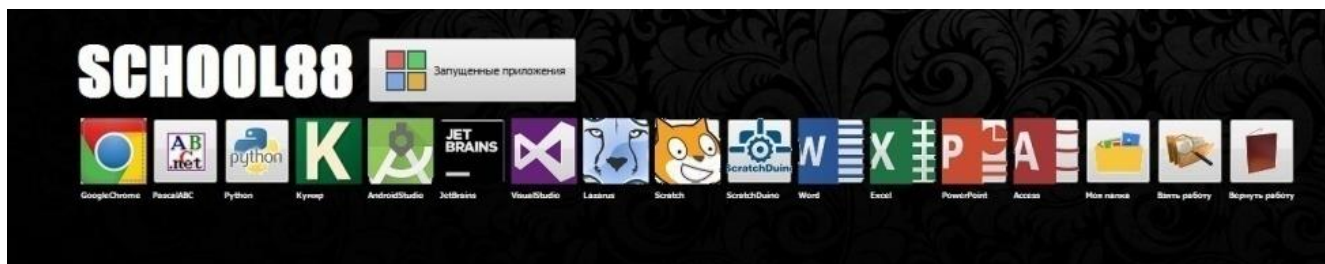 SCHOOL88
Запущенные приложения
AB
C
.net
python
K
JET
BRAINS
ScratchDuin
W
X
P
A
GoogleChrome PascalABC Python Кумир AndroidStudio JetBrains VisualStudio Lazarus Scratch ScratchDuino Word Excel PowerPoint Access Моя папка Взять работу Вернуть работу